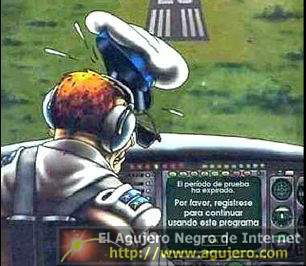 El período de prueba
ha expirado.
Por favor, regístrese
para continuar
usando este programa
El Agujero Negro de Internet
http://www.agujero.com